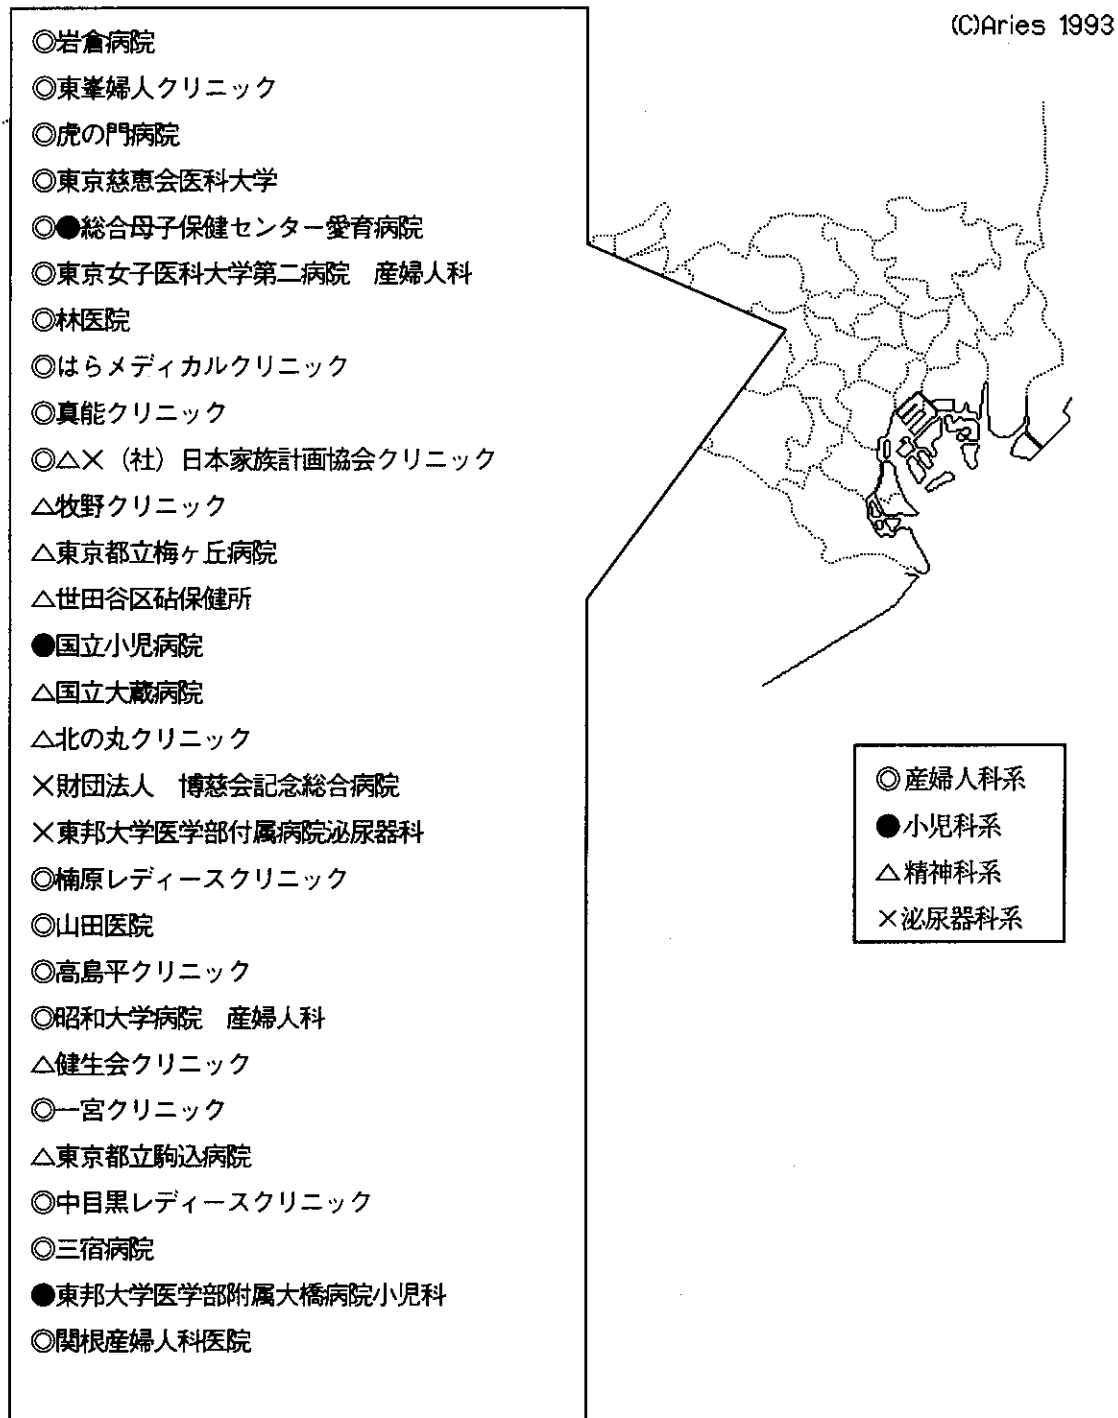 (C)Aries 1993
◎岩倉病院
◎東峯婦人クリニック
◎虎の門病院
◎東京慈恵会医科大学
◎●総合母子保健センター愛育病院
◎東京女子医科大学第二病院　産婦人科
◎林医院
◎はらメディカルクリニック
◎真能クリニック
◎△×（社）日本家族計画協会クリニック
△牧野クリニック
△東京都立梅ヶ丘病院
△世田谷区砧保健所
●国立小児病院
△国立大蔵病院
△北の丸クリニック
×財団法人　博慈会記念総合病院
×東邦大学医学部付属病院泌尿器科
◎楠原レディースクリニック
◎山田医院
◎高島平クリニック
◎昭和大学病院　産婦人科
△健生会クリニック
◎一宮クリニック
△東京都立駒込病院
◎中目黒レディースクリニック
◎三宿病院
●東邦大学医学部附属大橋病院小児科
◎関根産婦人科医院
◎産婦人科系
●小児科系
△精神科系
×泌尿器科系